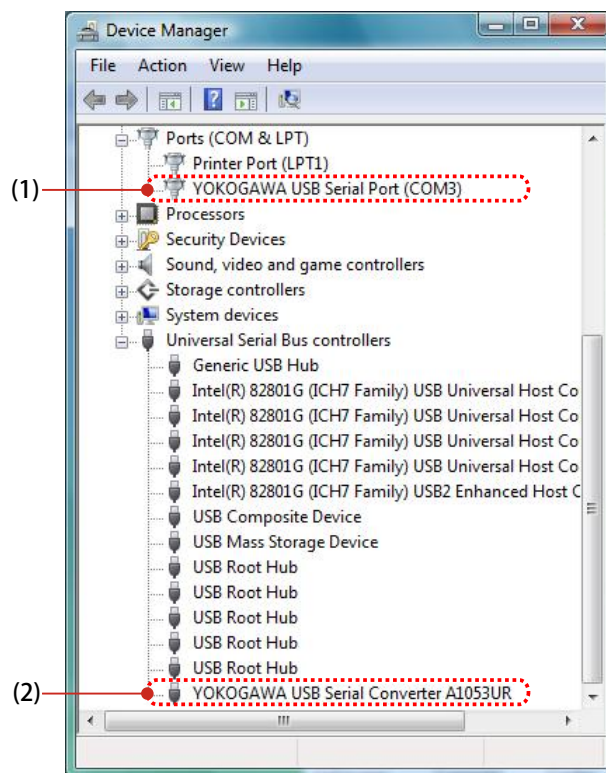 Device Manager
File Action View Help
Ports (COM & LPT)
Printer Port (LPT1)
(1)
YOKOGAWA USB Serial Port (COM3)
Processors
Security Devices
Sound, video and game controllers
Storage controllers
System devices
Universal Serial Bus controllers
Generic USB Hub
Intel(R) 82801G (ICH7 Family) USB Universal Host Co
Intel(R) 82801G (ICH7 Family) USB Universal Host Co
Intel(R) 82801G (ICH7 Family) USB Universal Host Co
Intel(R) 82801G (ICH7 Family) USB Universal Host Co
Intel(R) 82801G (ICH7 Family) USB2 Enhanced Host C
USB Composite Device
USB Mass Storage Device
USB Root Hub
USB Root Hub
USB Root Hub
USB Root Hub
USB Root Hub
(2)
YOKOGAWA USB Serial Converter A1053UR